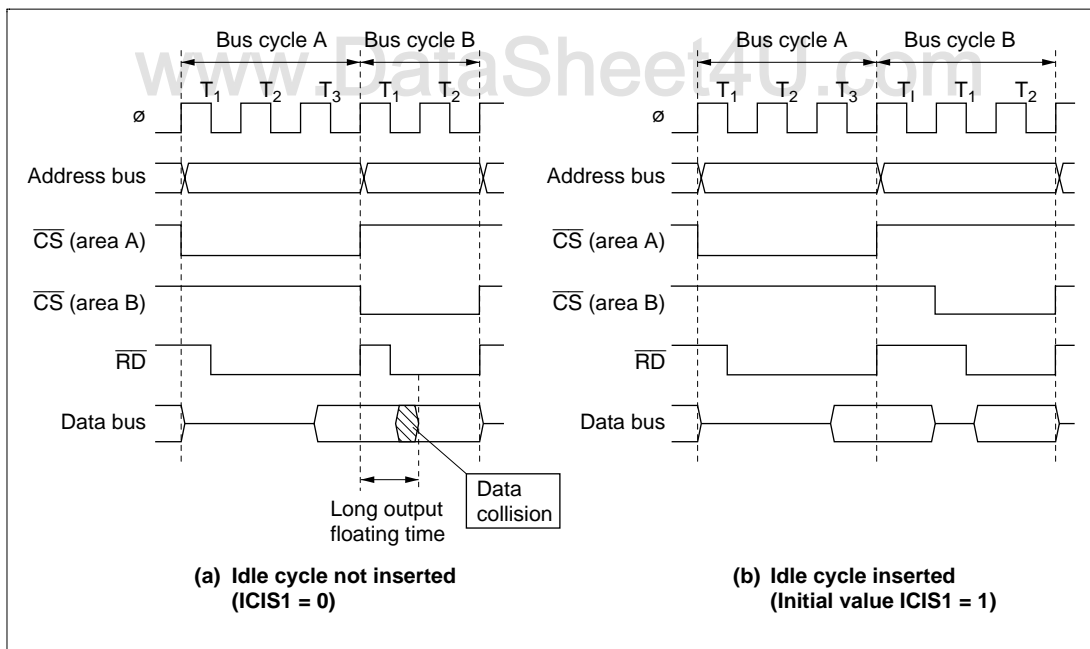 www.DataSheet4U.com
Bus cycle A Bus cycle B
T1 T2 T3 T1 T2
ø
Address bus
CS (area A)
CS (area B)
RD
Data bus
Long output
floating time
Data
collision
(a) Idle cycle not inserted
(ICIS1 = 0)
Bus cycle A Bus cycle B
T1 T2 T3 TI T1 T2
ø
Address bus
CS (area A)
CS (area B)
RD
Data bus
(b) Idle cycle inserted
(Initial value ICIS1 = 1)